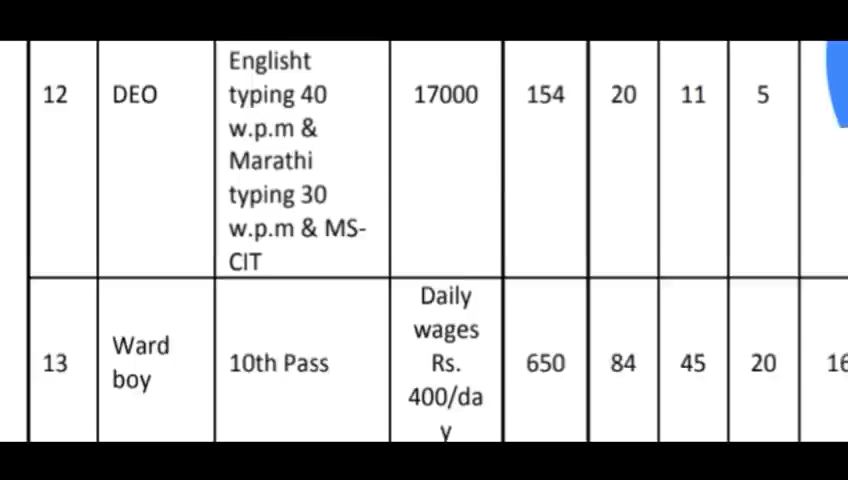 12 DEO Englisht typing 40 w.p.m & Marathi typing 30 w.p.m & MS-CIT 17000 154 20 11 5
13 Ward boy 10th Pass Daily wages Rs. 400/day 650 84 45 20